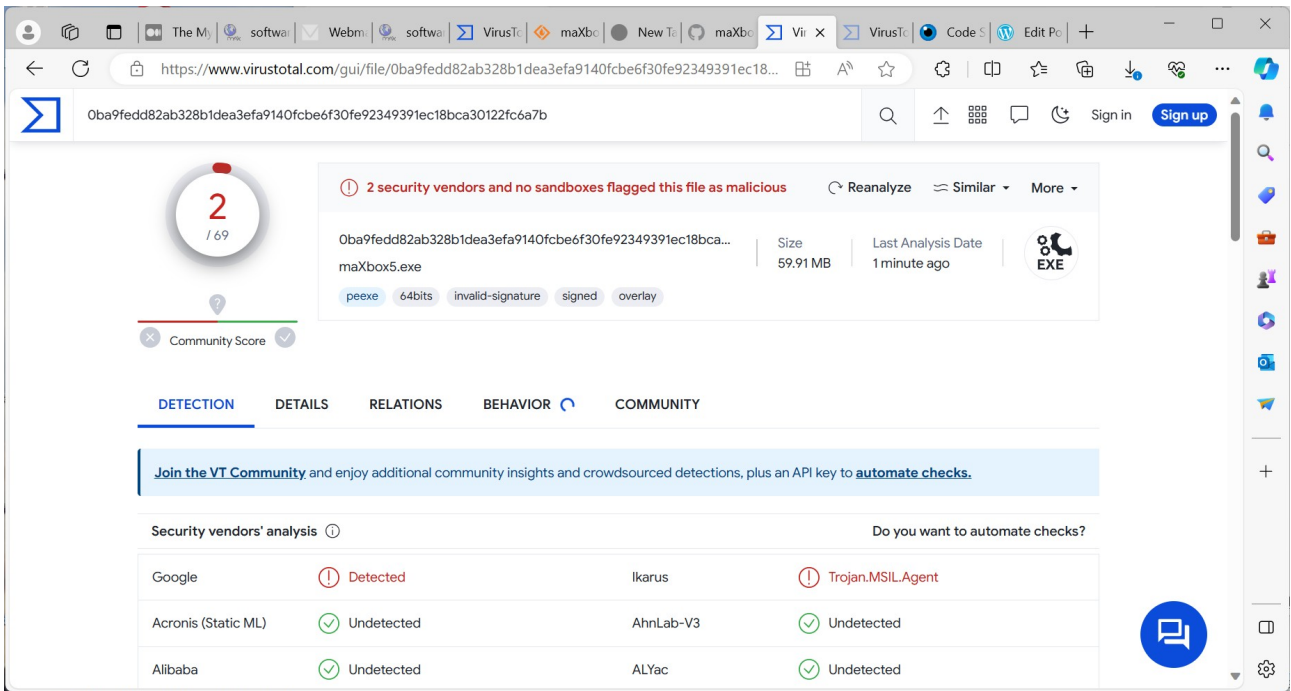 The My
softwar
Webma
softwa
VirusTo
maXbo
New Ta
maXbo
Vir
VirusTo
Code S
Edit Po
https://www.virustotal.com/gui/file/0ba9fedd82ab328b1dea3efa9140fcbe6f30fe92349391ec18...
0ba9fedd82ab328b1dea3efa9140fcbe6f30fe92349391ec18bca30122fc6a7b
Sign in
Sign up
2
/ 69
2 security vendors and no sandboxes flagged this file as malicious
Reanalyze
Similar
More
0ba9fedd82ab328b1dea3efa9140fcbe6f30fe92349391ec18bca...
maXbox5.exe
Size
59.91 MB
Last Analysis Date
1 minute ago
EXE
peexe
64bits
invalid-signature
signed
overlay
?
Community Score
DETECTION
DETAILS
RELATIONS
BEHAVIOR
COMMUNITY
Join the VT Community and enjoy additional community insights and crowdsourced detections, plus an API key to automate checks.
Security vendors' analysis
Do you want to automate checks?
Google
Detected
Ikarus
Trojan.MSIL.Agent
Acronis (Static ML)
Undetected
AhnLab-V3
Undetected
Alibaba
Undetected
ALYac
Undetected